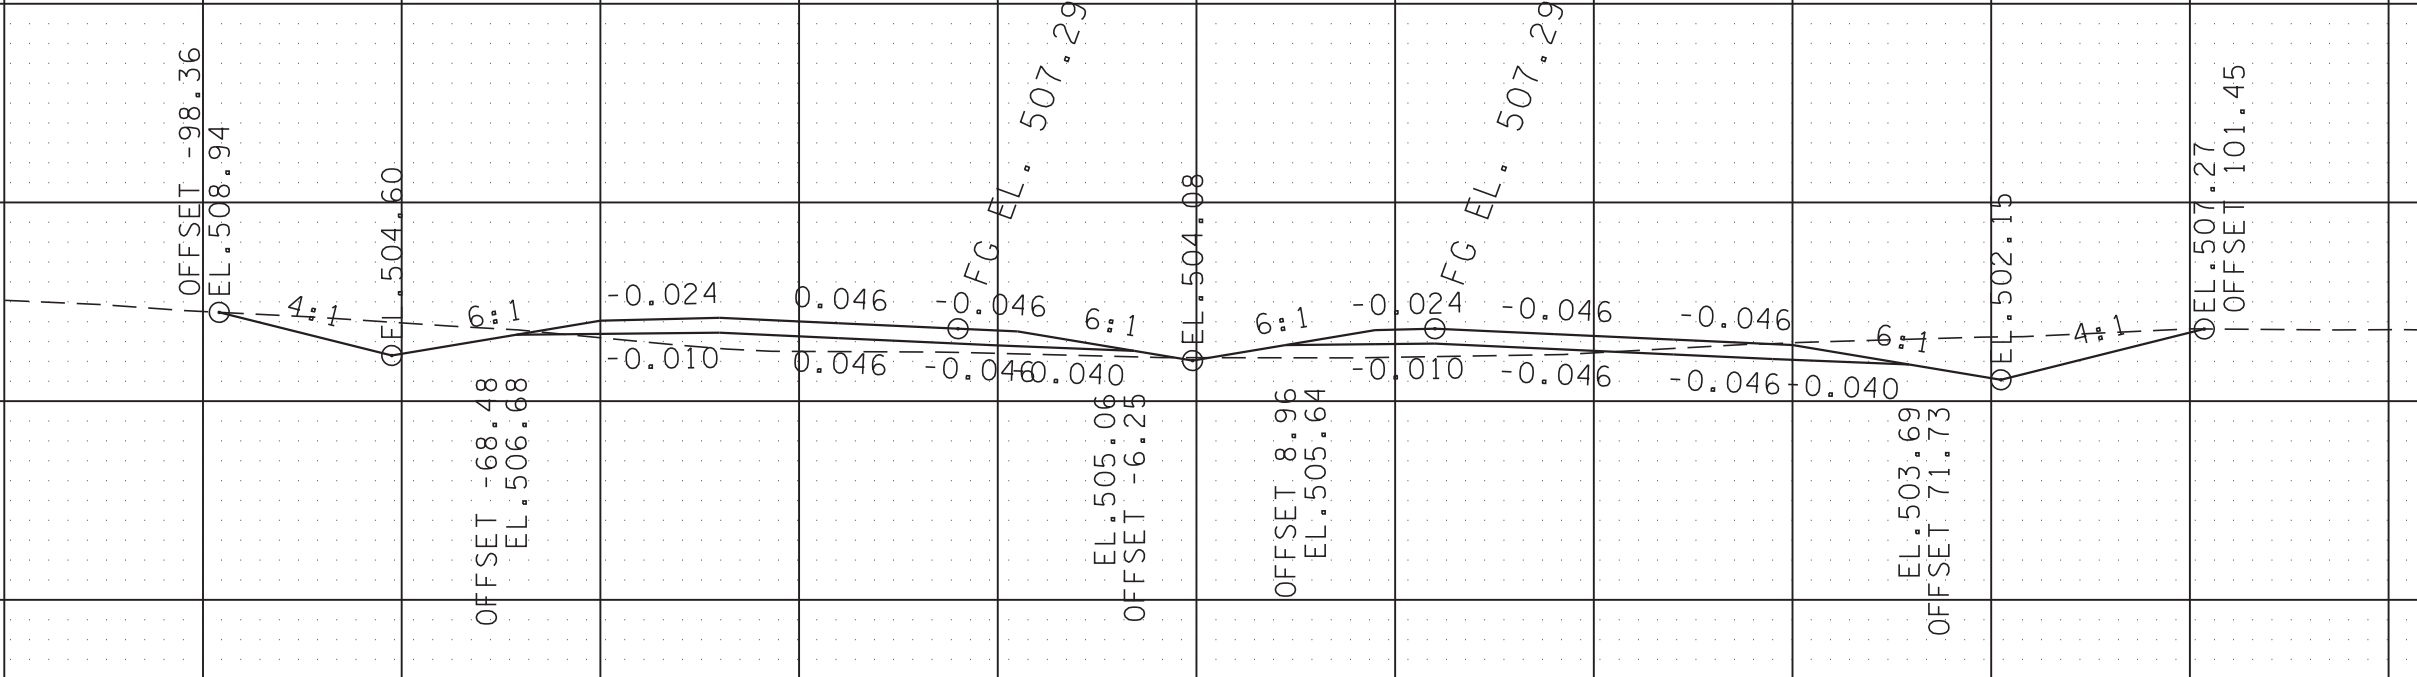 OFFSET -98.36
EL.508.94
4:1
EL.504.60
6:1
-0.024
0.046
-0.046
FG EL. 507.29
6:1
EL.504.08
6:1
-0.024
FG EL. 507.29
-0.046
-0.046
6:1
EL.502.15
4:1
EL.507.27
OFFSET 101.45
-0.010
0.046
-0.046
-0.040
-0.010
-0.046
-0.046
-0.040
OFFSET -68.48
EL.506.68
EL.505.06
OFFSET -6.25
OFFSET 8.96
EL.505.64
EL.503.69
OFFSET 71.73